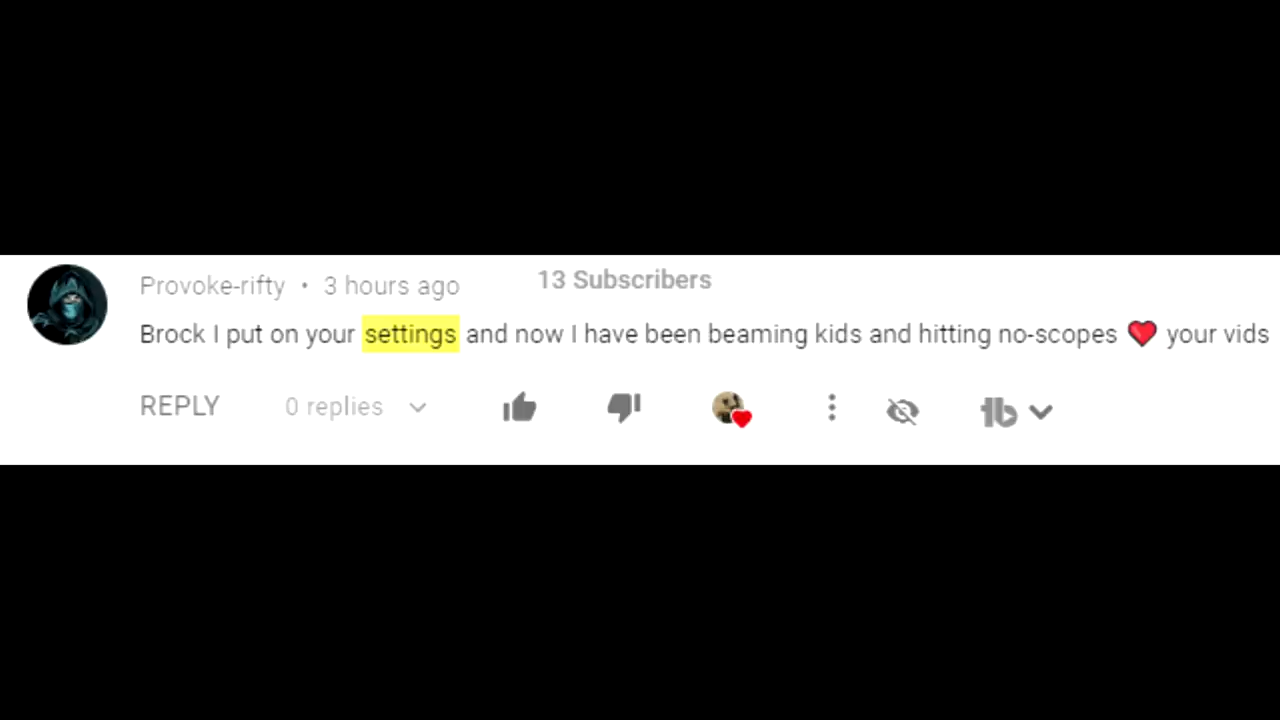 Provoke-rifty • 3 hours ago 13 Subscribers
Brock I put on your settings and now I have been beaming kids and hitting no-scopes ❤️ your vids
REPLY 0 replies